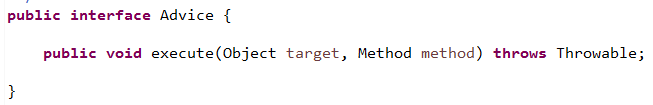 public interface Advice {
public void execute(Object target, Method method) throws Throwable;
}